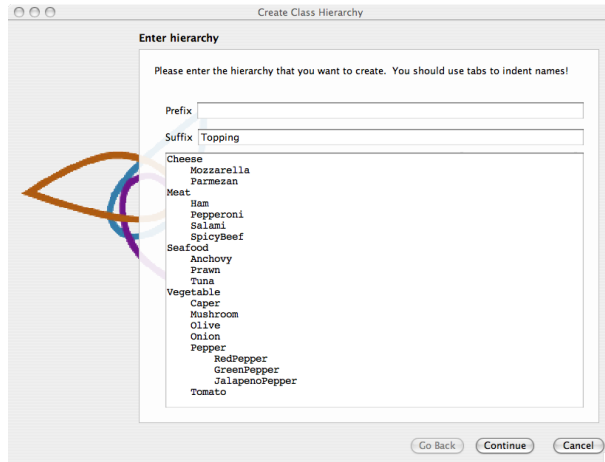 Create Class Hierarchy
Enter hierarchy
Please enter the hierarchy that you want to create. You should use tabs to indent names!
Prefix
Suffix Topping
Cheese
Mozzarella
Parmezan
Meat
Ham
Pepperoni
Salami
SpicyBeef
Seafood
Anchovy
Prawn
Tuna
Vegetable
Caper
Mushroom
Olive
Onion
Pepper
RedPepper
GreenPepper
JalapenoPepper
Tomato
Go Back Continue Cancel